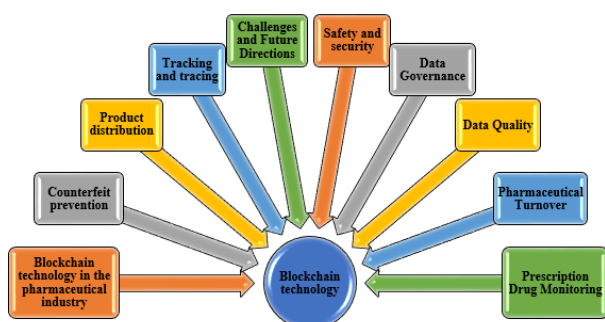 Challenges
and Future
Directions
Safety and
security
Tracking
and tracing
Data
Governance
Product
distribution
Data Quality
Counterfeit
prevention
Pharmaceutical
Turnover
Blockchain
technology in the
pharmaceutical
industry
Blockchain
technology
Prescription
Drug Monitoring